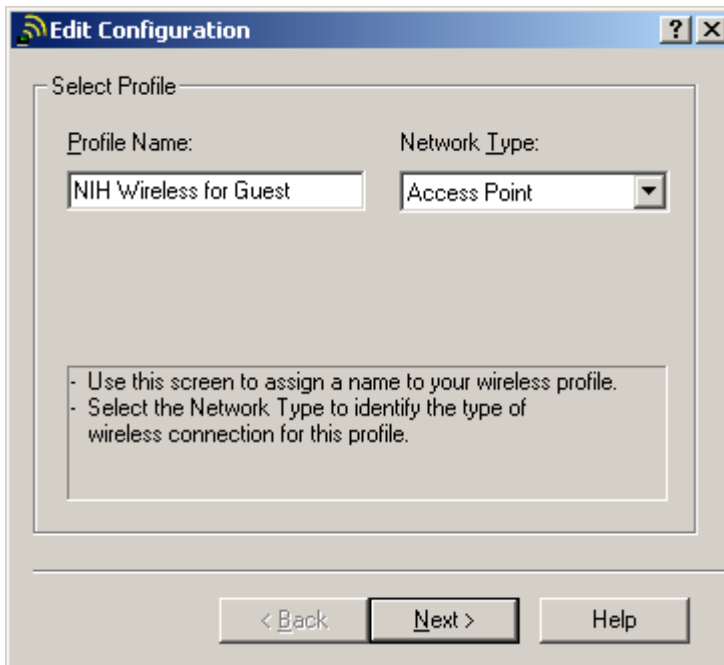 Edit Configuration
Select Profile
Profile Name:
Network Type:
NIH Wireless for Guest
Access Point
- Use this screen to assign a name to your wireless profile.
- Select the Network Type to identify the type of
wireless connection for this profile.
< Back
Next >
Help